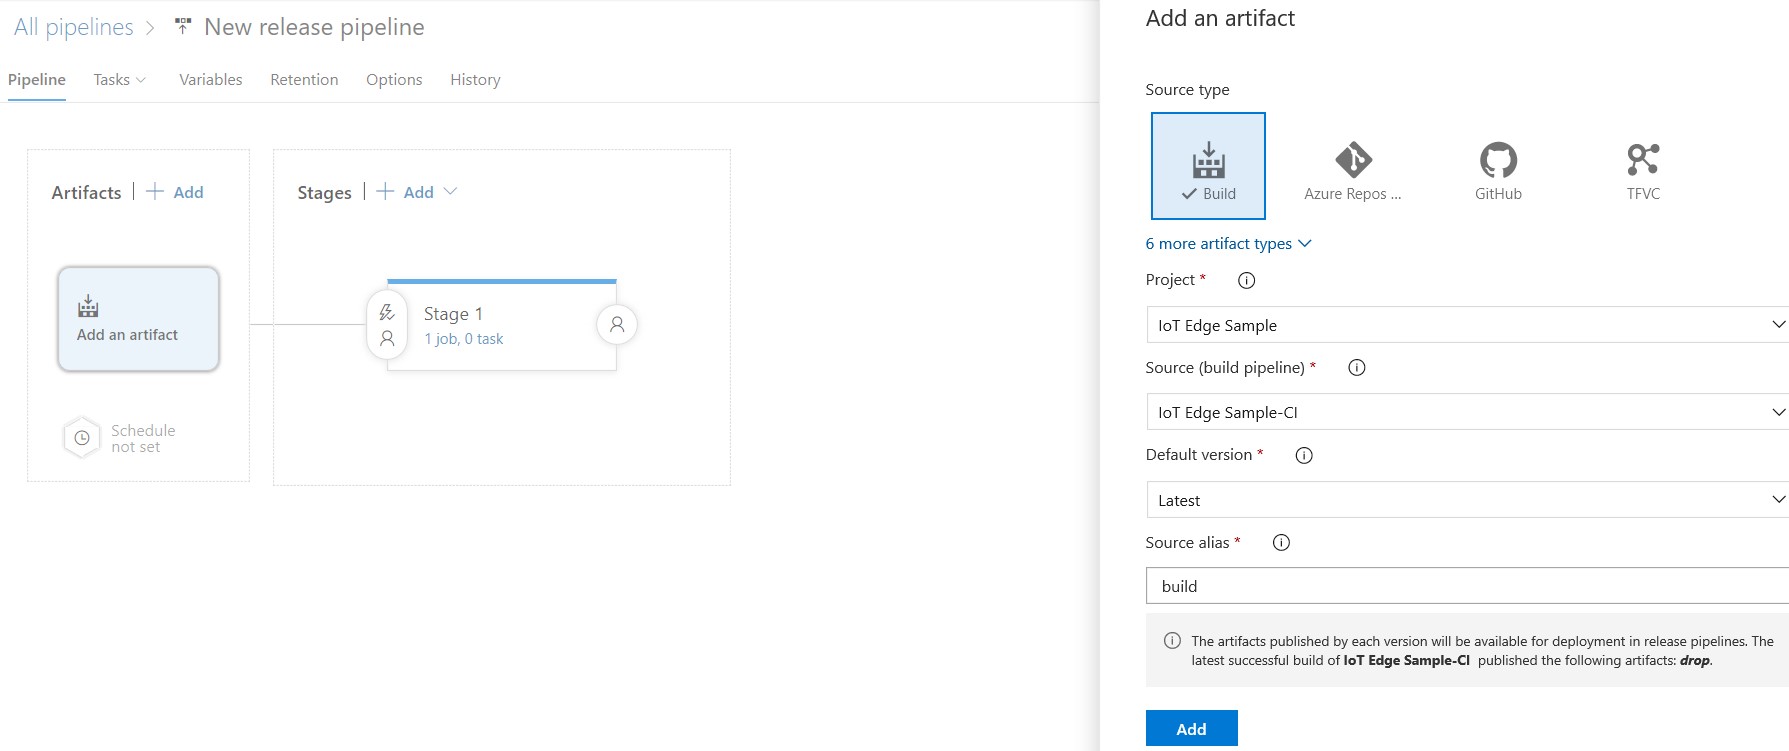 All pipelines > New release pipeline
Pipeline Tasks Variables Retention Options History
Artifacts | + Add
Add an artifact
Schedule
not set
Stages | + Add
Stage 1
1 job, 0 task
Add an artifact
Source type
Build
Azure Repos ...
GitHub
TFVC
6 more artifact types
Project *
IoT Edge Sample
Source (build pipeline) *
IoT Edge Sample-CI
Default version *
Latest
Source alias *
build
The artifacts published by each version will be available for deployment in release pipelines. The
latest successful build of IoT Edge Sample-CI published the following artifacts: drop.
Add